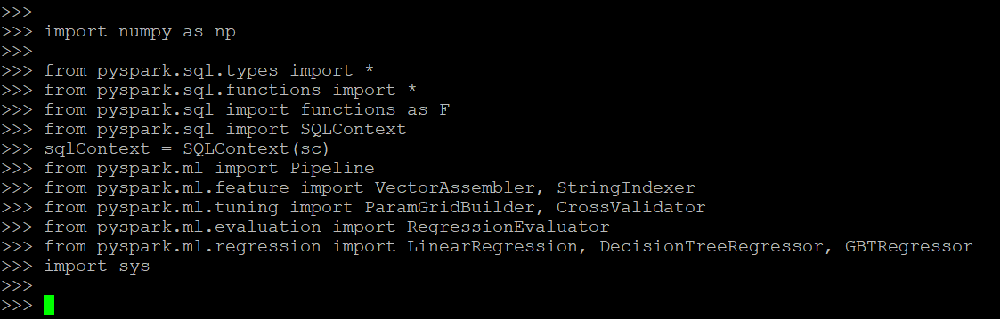 >>>
>>> import numpy as np
>>>
>>> from pyspark.sql.types import *
>>> from pyspark.sql.functions import *
>>> from pyspark.sql import functions as F
>>> from pyspark.sql import SQLContext
>>> sqlContext = SQLContext(sc)
>>> from pyspark.ml import Pipeline
>>> from pyspark.ml.feature import VectorAssembler, StringIndexer
>>> from pyspark.ml.tuning import ParamGridBuilder, CrossValidator
>>> from pyspark.ml.evaluation import RegressionEvaluator
>>> from pyspark.ml.regression import LinearRegression, DecisionTreeRegressor, GBTRegressor
>>> import sys
>>>
>>>